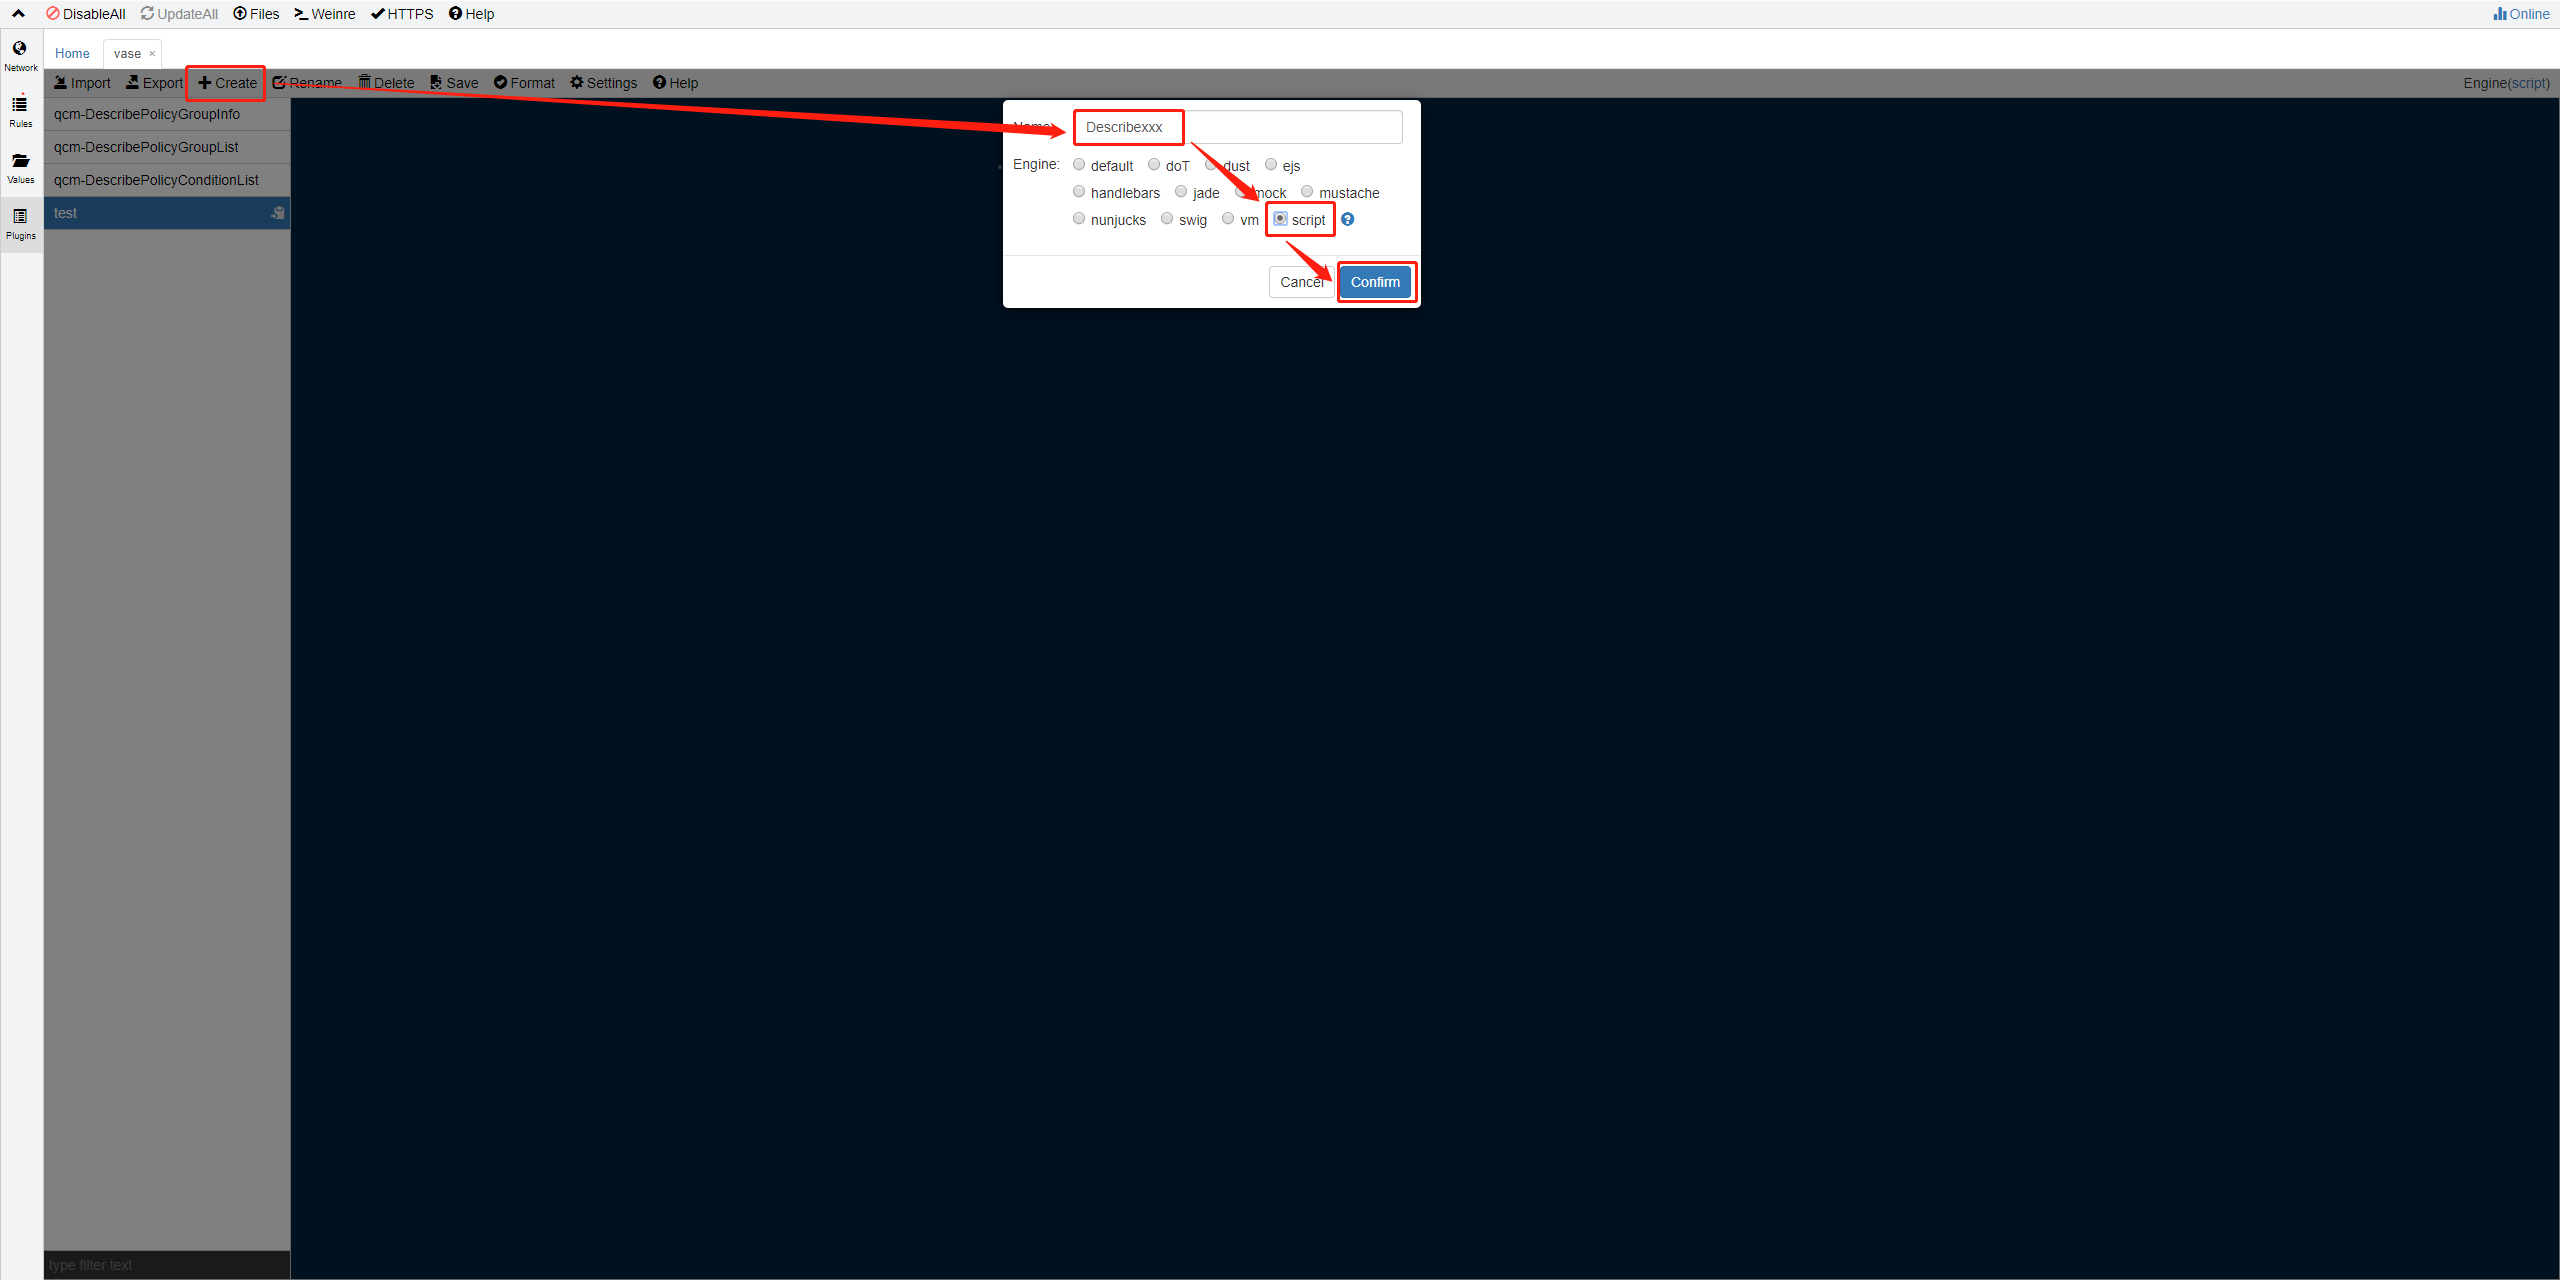 DisableAll UpdateAll Files Weinre HTTPS Help Online
Network
Rules
Values
Plugins
Home vase ×
Import Export Create Rename Delete Save Format Settings Help Engine(script)
qcm-DescribePolicyGroupInfo
qcm-DescribePolicyGroupList
qcm-DescribePolicyConditionList
test
type filter text
Name: Describexxx
Engine: default doT dust ejs
handlebars jade mock mustache
nunjucks swig vm script
Cancel Confirm